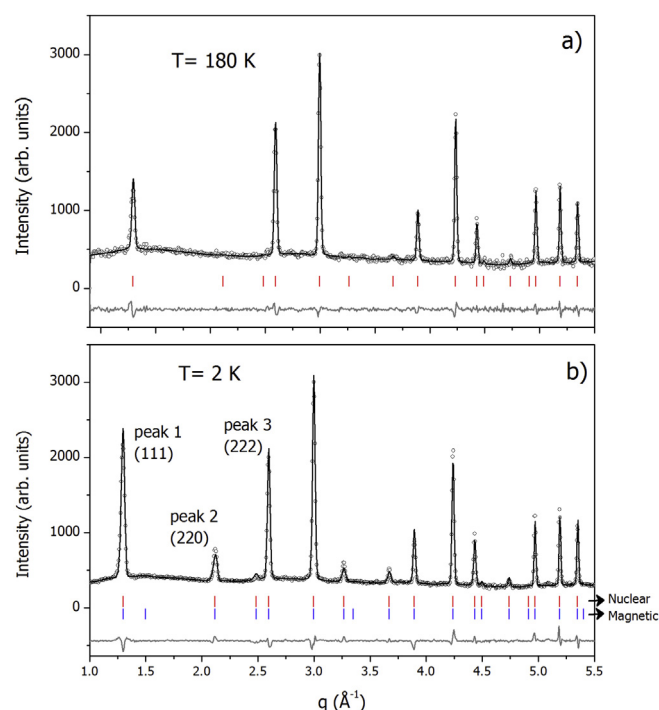 a)
T= 180 K
Intensity (arb. units)
3000
2000
1000
0
b)
T= 2 K
Intensity (arb. units)
3000
2000
1000
0
peak 1
(111)
peak 2
(220)
peak 3
(222)
Nuclear
Magnetic
1.0 1.5 2.0 2.5 3.0 3.5 4.0 4.5 5.0 5.5
q (Å⁻¹)